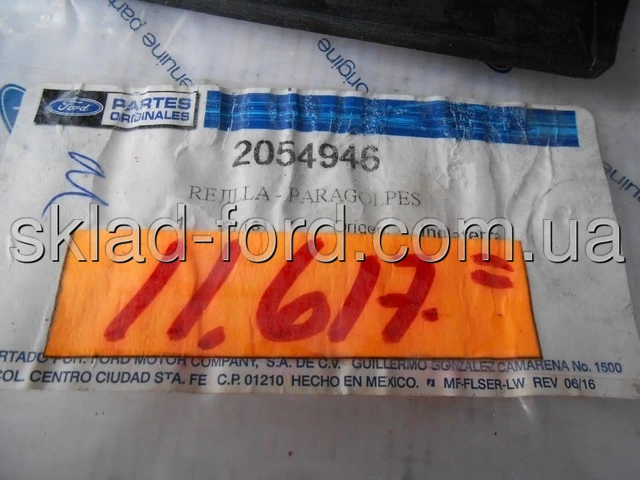 genuine parts
Ford
PARTES
ORIGINALES
2054946
REJILLA - PARAGOLPES
sklad-ford.com.ua
11.617.=
RTADO POR: FORD MOTOR COMPANY, S.A. DE C.V. GUILLERMO GONZALEZ CAMARENA No. 1500
COL. CENTRO CIUDAD STA. FE C.P. 01210 HECHO EN MEXICO. MF-FLSER-LW REV 06/16